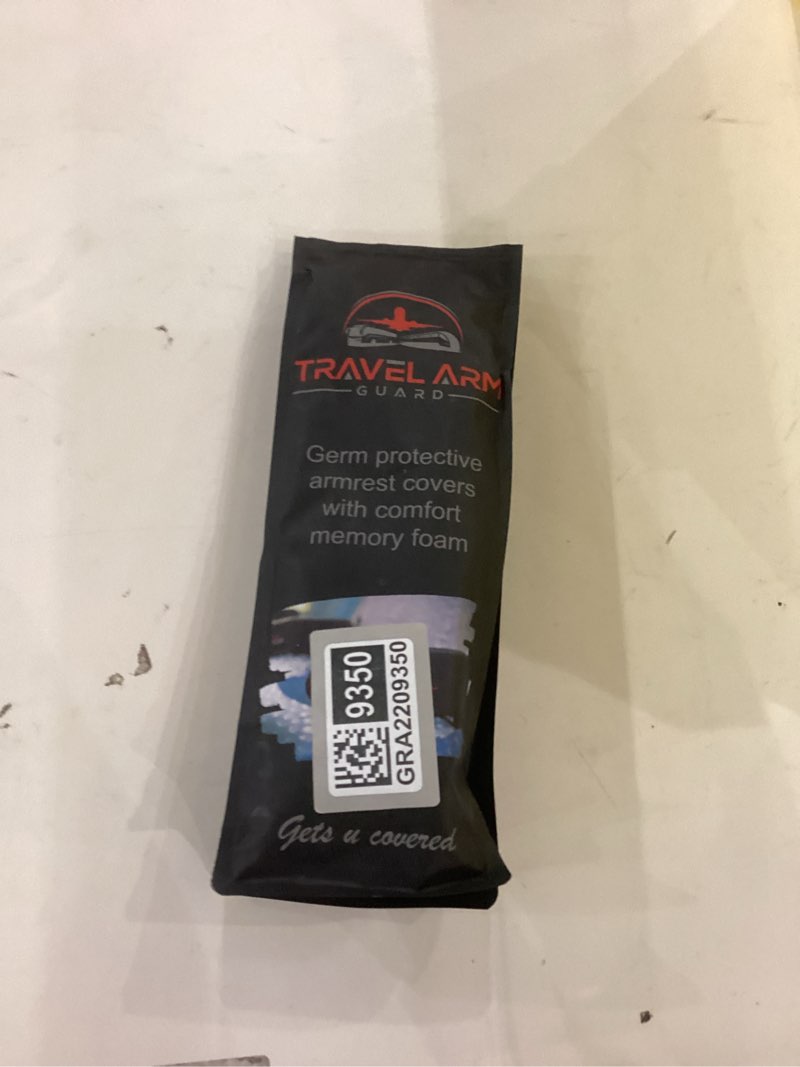 TRAVEL ARM
GUARD
Germ protective
armrest covers
with comfort
memory foam
9350
GRA2209350
Gets u covered